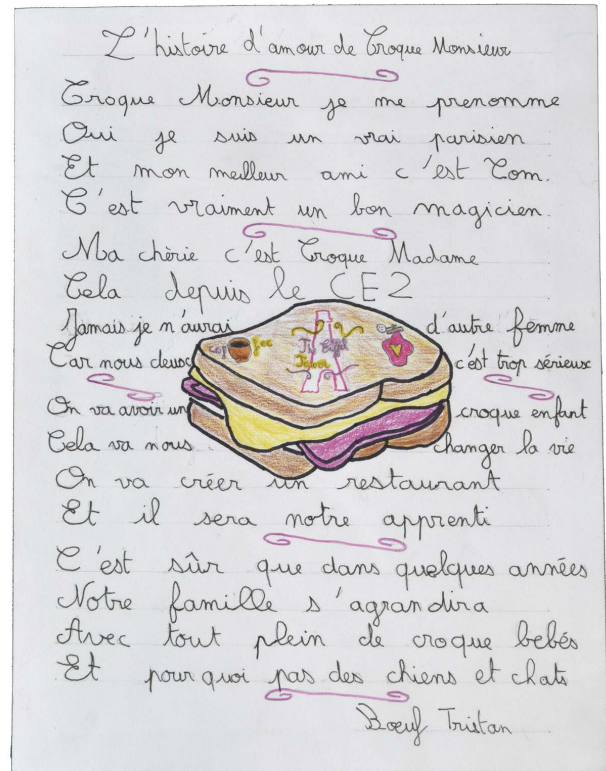 L'histoire d'amour de Croque Monsieur
Croque Monsieur je me prenomme
Oui je suis un vrai parisien
Et mon meilleur ami c'est Tom.
C'est vraiment un bon magicien.
Ma chèrie c'est Croque Madame
Cela depuis le CE2
Jamais je n'aurai d'autre femme
Car nous deux c'est trop sérieux
On va avoir un croque enfant
Cela va nous changer la vie
On va créer un restaurant
Et il sera notre apprenti
C'est sûr que dans quelques années
Notre famille s'agrandira
Avec tout plein de croque bebés
Et pourquoi pas des chiens et chats
Boeuf Tristan